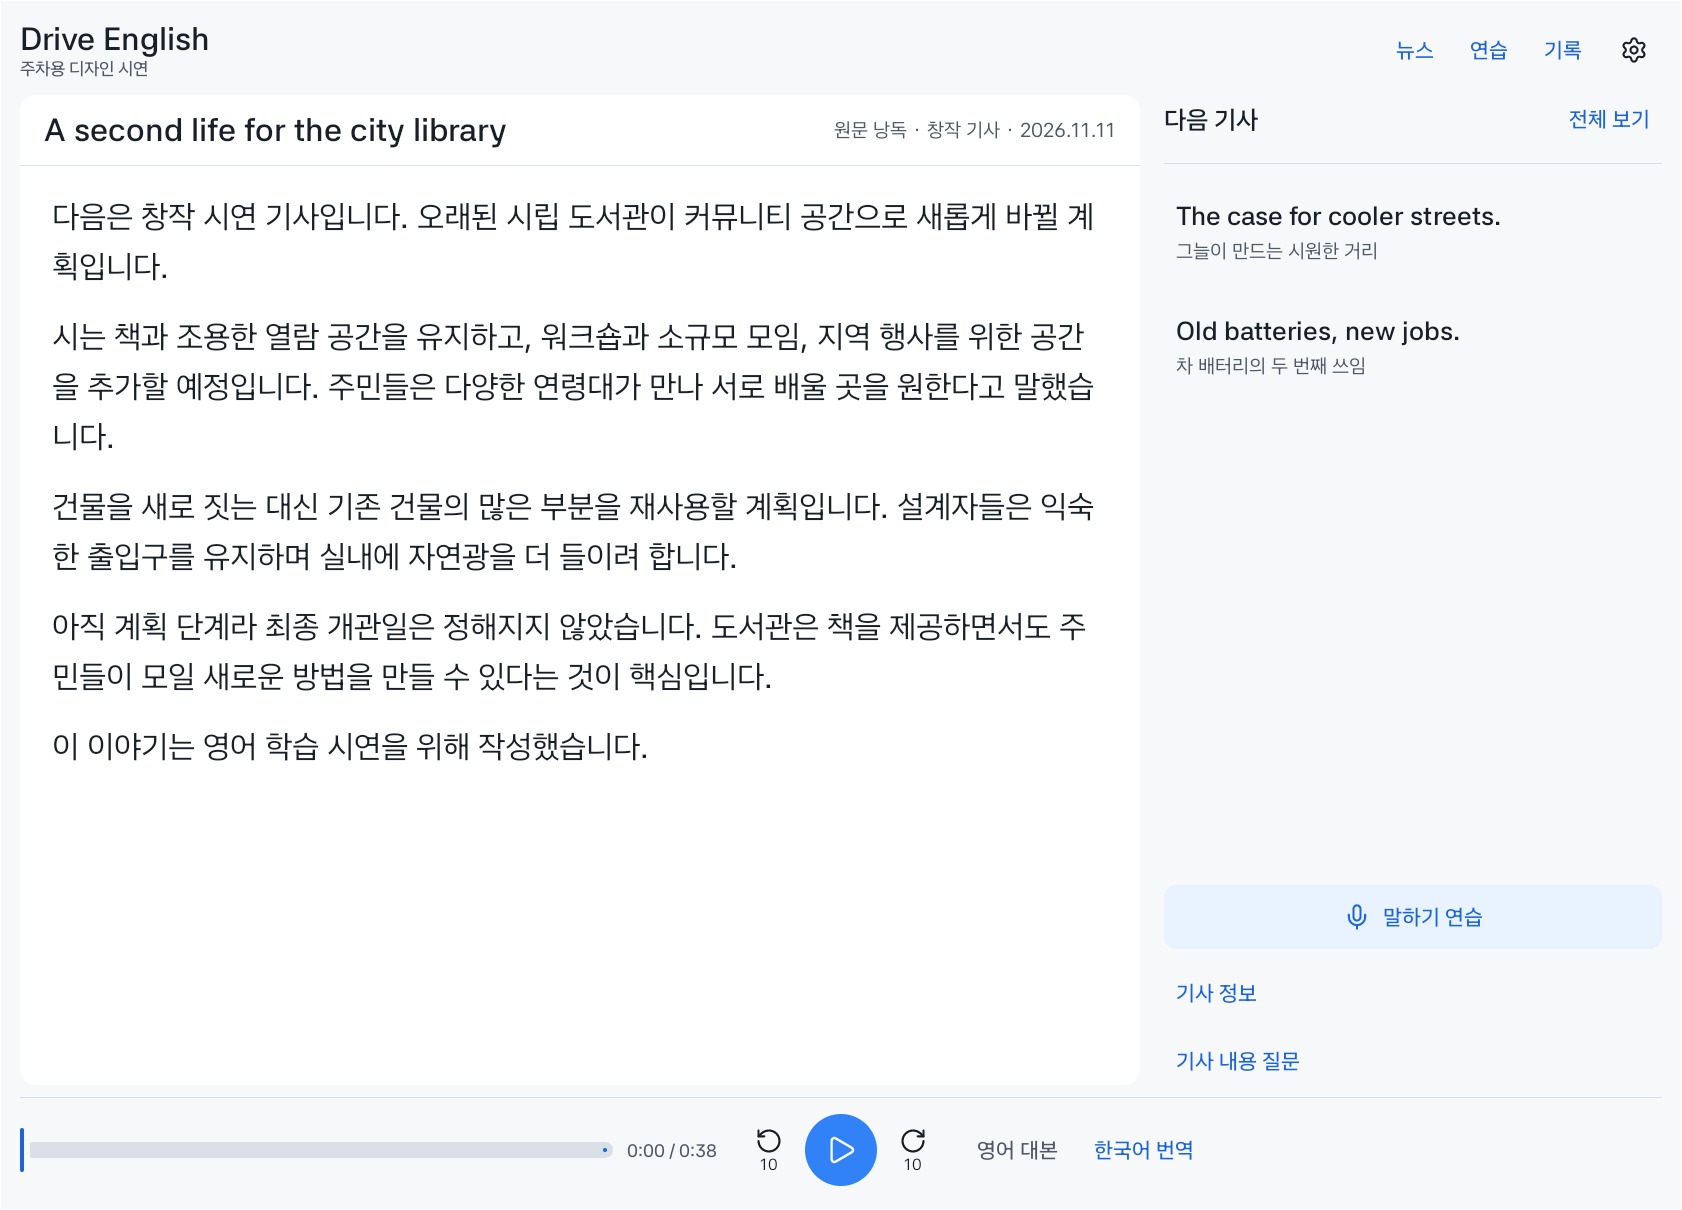 Drive English
주차용 디자인 시연
뉴스 연습 기록
A second life for the city library
원문 낭독 · 창작 기사 · 2026.11.11
다음은 창작 시연 기사입니다. 오래된 시립 도서관이 커뮤니티 공간으로 새롭게 바뀔 계
획입니다.
시는 책과 조용한 열람 공간을 유지하고, 워크숍과 소규모 모임, 지역 행사를 위한 공간
을 추가할 예정입니다. 주민들은 다양한 연령대가 만나 서로 배울 곳을 원한다고 말했습
니다.
건물을 새로 짓는 대신 기존 건물의 많은 부분을 재사용할 계획입니다. 설계자들은 익숙
한 출입구를 유지하며 실내에 자연광을 더 들이려 합니다.
아직 계획 단계라 최종 개관일은 정해지지 않았습니다. 도서관은 책을 제공하면서도 주
민들이 모일 새로운 방법을 만들 수 있다는 것이 핵심입니다.
이 이야기는 영어 학습 시연을 위해 작성했습니다.
다음 기사
전체 보기
The case for cooler streets.
그늘이 만드는 시원한 거리
Old batteries, new jobs.
차 배터리의 두 번째 쓰임
말하기 연습
기사 정보
기사 내용 질문
0:00 / 0:38
10
10
영어 대본
한국어 번역